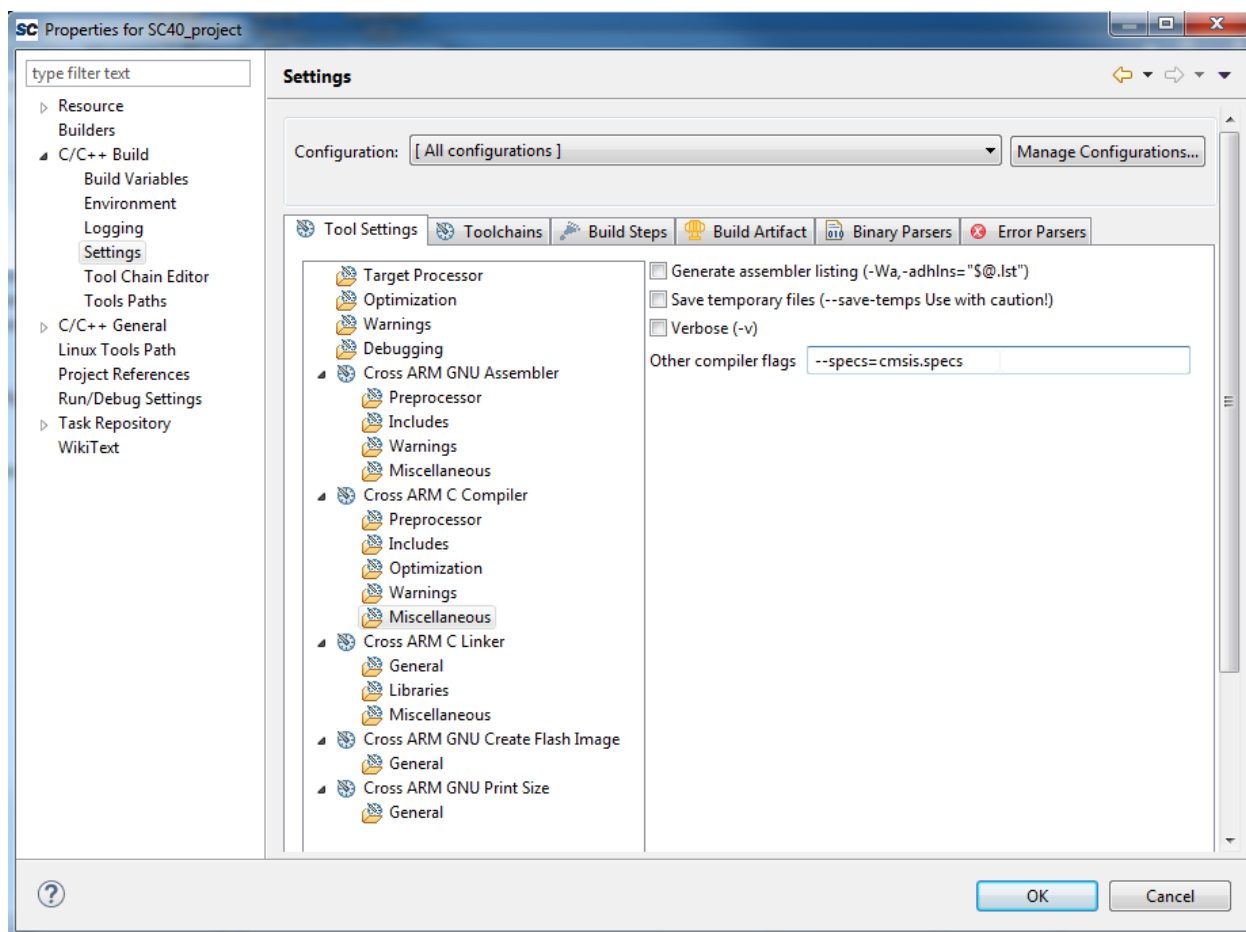 SC Properties for SC40_project
type filter text
Resource
Builders
C/C++ Build
Build Variables
Environment
Logging
Settings
Tool Chain Editor
Tools Paths
C/C++ General
Linux Tools Path
Project References
Run/Debug Settings
Task Repository
WikiText
Settings
Configuration: [ All configurations ] Manage Configurations...
Tool Settings Toolchains Build Steps Build Artifact Binary Parsers Error Parsers
Target Processor
Optimization
Warnings
Debugging
Cross ARM GNU Assembler
Preprocessor
Includes
Warnings
Miscellaneous
Cross ARM C Compiler
Preprocessor
Includes
Optimization
Warnings
Miscellaneous
Cross ARM C Linker
General
Libraries
Miscellaneous
Cross ARM GNU Create Flash Image
General
Cross ARM GNU Print Size
General
Generate assembler listing (-Wa,-adhlns="$@.lst")
Save temporary files (--save-temps Use with caution!)
Verbose (-v)
Other compiler flags --specs=cmsis.specs
OK Cancel